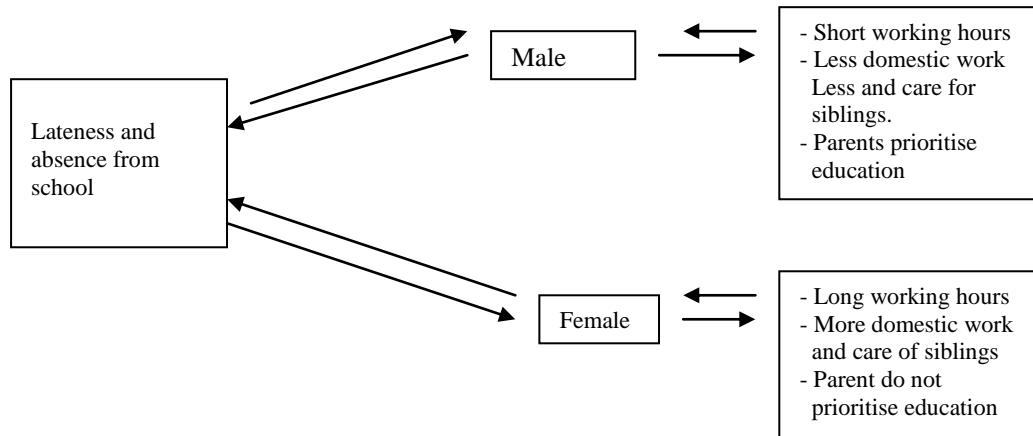 Lateness and
absence from
school
Male
- Short working hours
- Less domestic work
Less and care for
siblings.
- Parents prioritise
education
Female
- Long working hours
- More domestic work
and care of siblings
- Parent do not
prioritise education